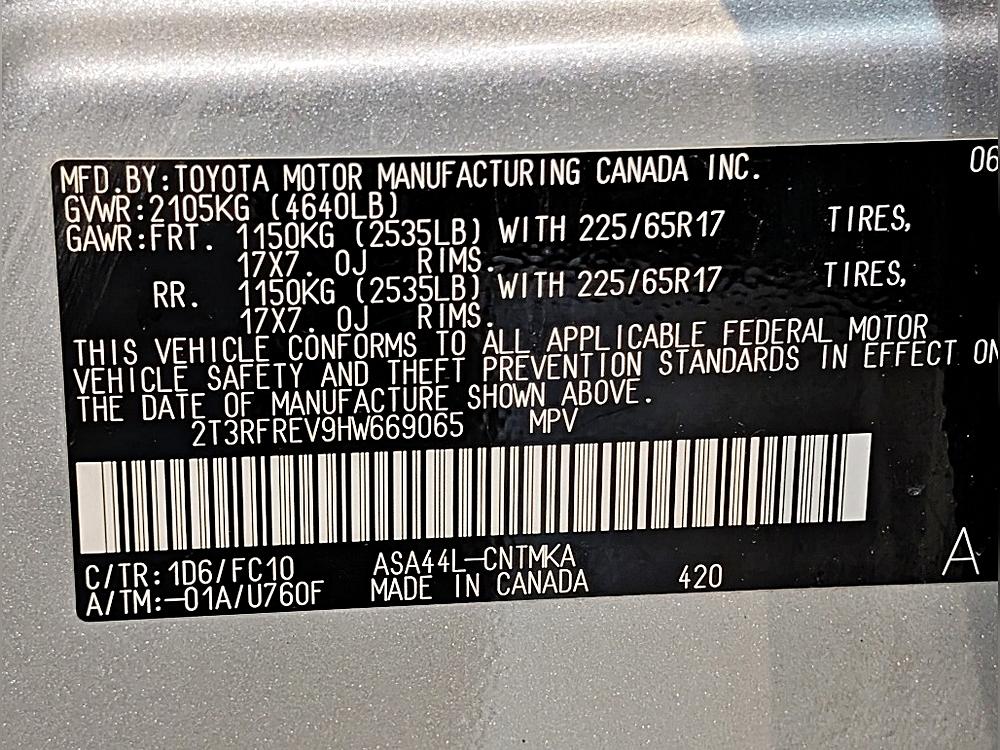 MFD.BY:TOYOTA MOTOR MANUFACTURING CANADA INC. 06
GVWR:2105KG (4640LB)
GAWR:FRT. 1150KG (2535LB) WITH 225/65R17 TIRES,
17X7. 0J RIMS.
RR. 1150KG (2535LB) WITH 225/65R17 TIRES,
17X7. 0J RIMS.
THIS VEHICLE CONFORMS TO ALL APPLICABLE FEDERAL MOTOR
VEHICLE SAFETY AND THEFT PREVENTION STANDARDS IN EFFECT ON
THE DATE OF MANUFACTURE SHOWN ABOVE.
2T3RFREV9HW669065 MPV
C/TR:1D6/FC10 ASA44L-CNTMKA
A/TM:-01A/U760F MADE IN CANADA 420 A